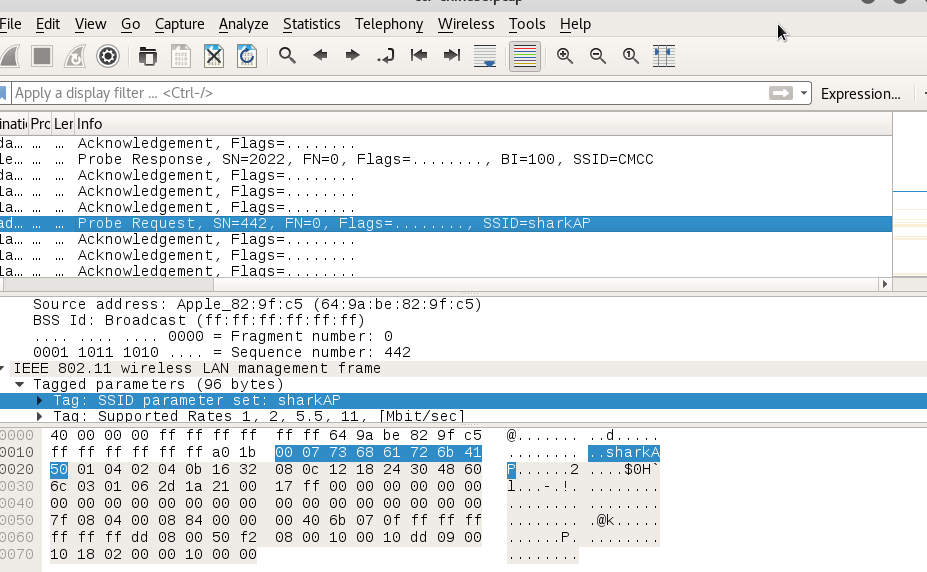 File Edit View Go Capture Analyze Statistics Telephony Wireless Tools Help
Apply a display filter ... <Ctrl-/> Expression...
Prc Ler Info
Acknowledgement, Flags=........
Probe Response, SN=2022, FN=0, Flags=........, BI=100, SSID=CMCC
Acknowledgement, Flags=........
Acknowledgement, Flags=........
Acknowledgement, Flags=........
Probe Request, SN=442, FN=0, Flags=........, SSID=sharkAP
Acknowledgement, Flags=........
Acknowledgement, Flags=........
Acknowledgement, Flags=........
Source address: Apple_82:9f:c5 (64:9a:be:82:9f:c5)
BSS Id: Broadcast (ff:ff:ff:ff:ff:ff)
.... .... .... 0000 = Fragment number: 0
0001 1011 1010 .... = Sequence number: 442
IEEE 802.11 wireless LAN management frame
Tagged parameters (96 bytes)
Tag: SSID parameter set: sharkAP
Tag: Supported Rates 1, 2, 5.5, 11, [Mbit/sec]
0000 40 00 00 00 ff ff ff ff ff ff 64 9a be 82 9f c5 @....... ..d.....
0010 ff ff ff ff ff ff a0 1b 00 07 73 68 61 72 6b 41 ........ ..sharkA
0020 50 01 04 02 04 0b 16 32 08 0c 12 18 24 30 48 60 P......2 ....$0H`
0030 6c 03 01 06 2d 1a 21 00 17 ff 00 00 00 00 00 00 l...-.!. ........
0040 00 00 00 00 00 00 00 00 00 00 00 00 00 00 00 00 ........ ........
0050 7f 08 04 00 08 84 00 00 00 40 6b 07 0f ff ff ff ........ .@k.....
0060 ff ff ff dd 08 00 50 f2 08 00 10 00 10 dd 09 00 ......P. ........
0070 10 18 02 00 00 10 00 00 ........